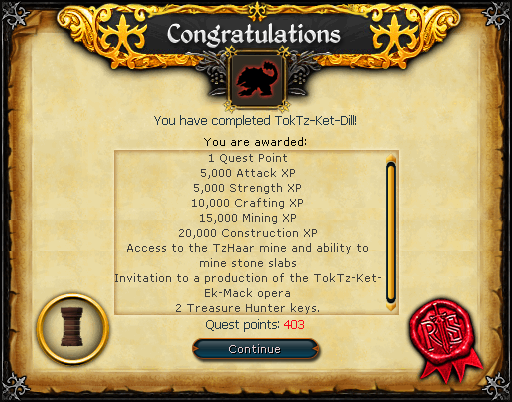 Congratulations
You have completed TokTz-Ket-Dill!
You are awarded:
1 Quest Point
5,000 Attack XP
5,000 Strength XP
10,000 Crafting XP
15,000 Mining XP
20,000 Construction XP
Access to the TzHaar mine and ability to
mine stone slabs
Invitation to a production of the TokTz-Ket-
Ek-Mack opera
2 Treasure Hunter keys.
Quest points: 403
Continue